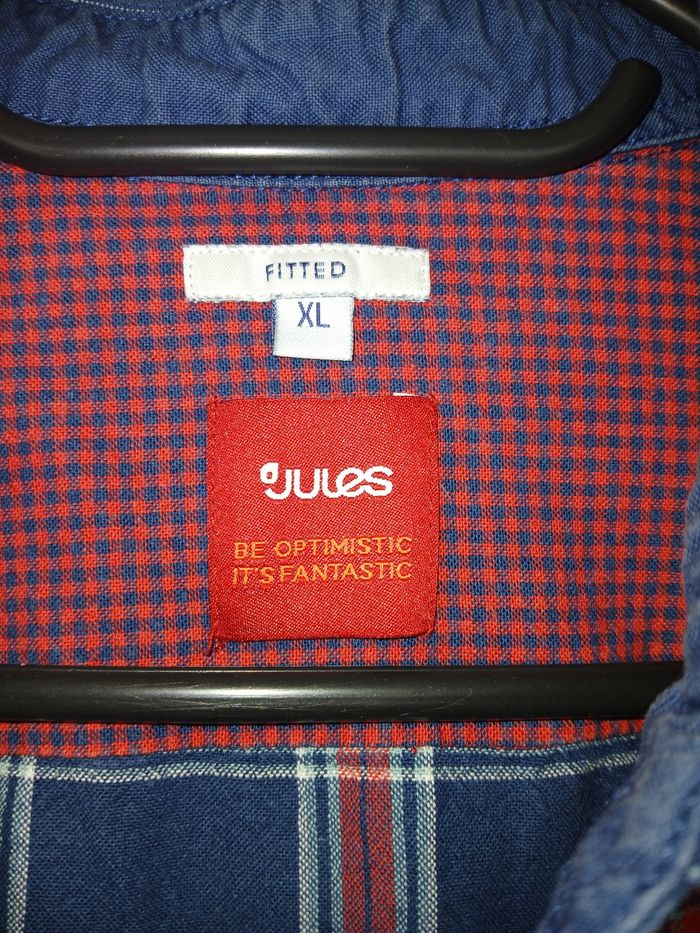 FITTED
XL
JULES
BE OPTIMISTIC
IT'S FANTASTIC